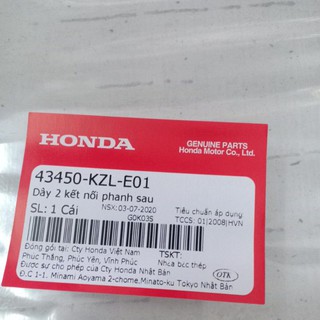 HONDA
GENUINE PARTS
Honda Motor Co., Ltd.
43450-KZL-E01
Dây 2 kết nối phanh sau
SL: 1 Cái
NSX: 03-07-2020
G0K03S
Tiêu chuẩn áp dụng
TCCS: 01|2008|HVN
Đóng gói tại: Cty Honda Việt Nam
Phúc Thắng, Phúc Yên, Vĩnh Phúc
Được sự cho phép của Cty Honda Nhật Bản
Đ.C 1-1, Minami Aoyama 2-chome, Minato-ku Tokyo Nhật Bản
TSKT:
Nhựa bọc thép
OTK